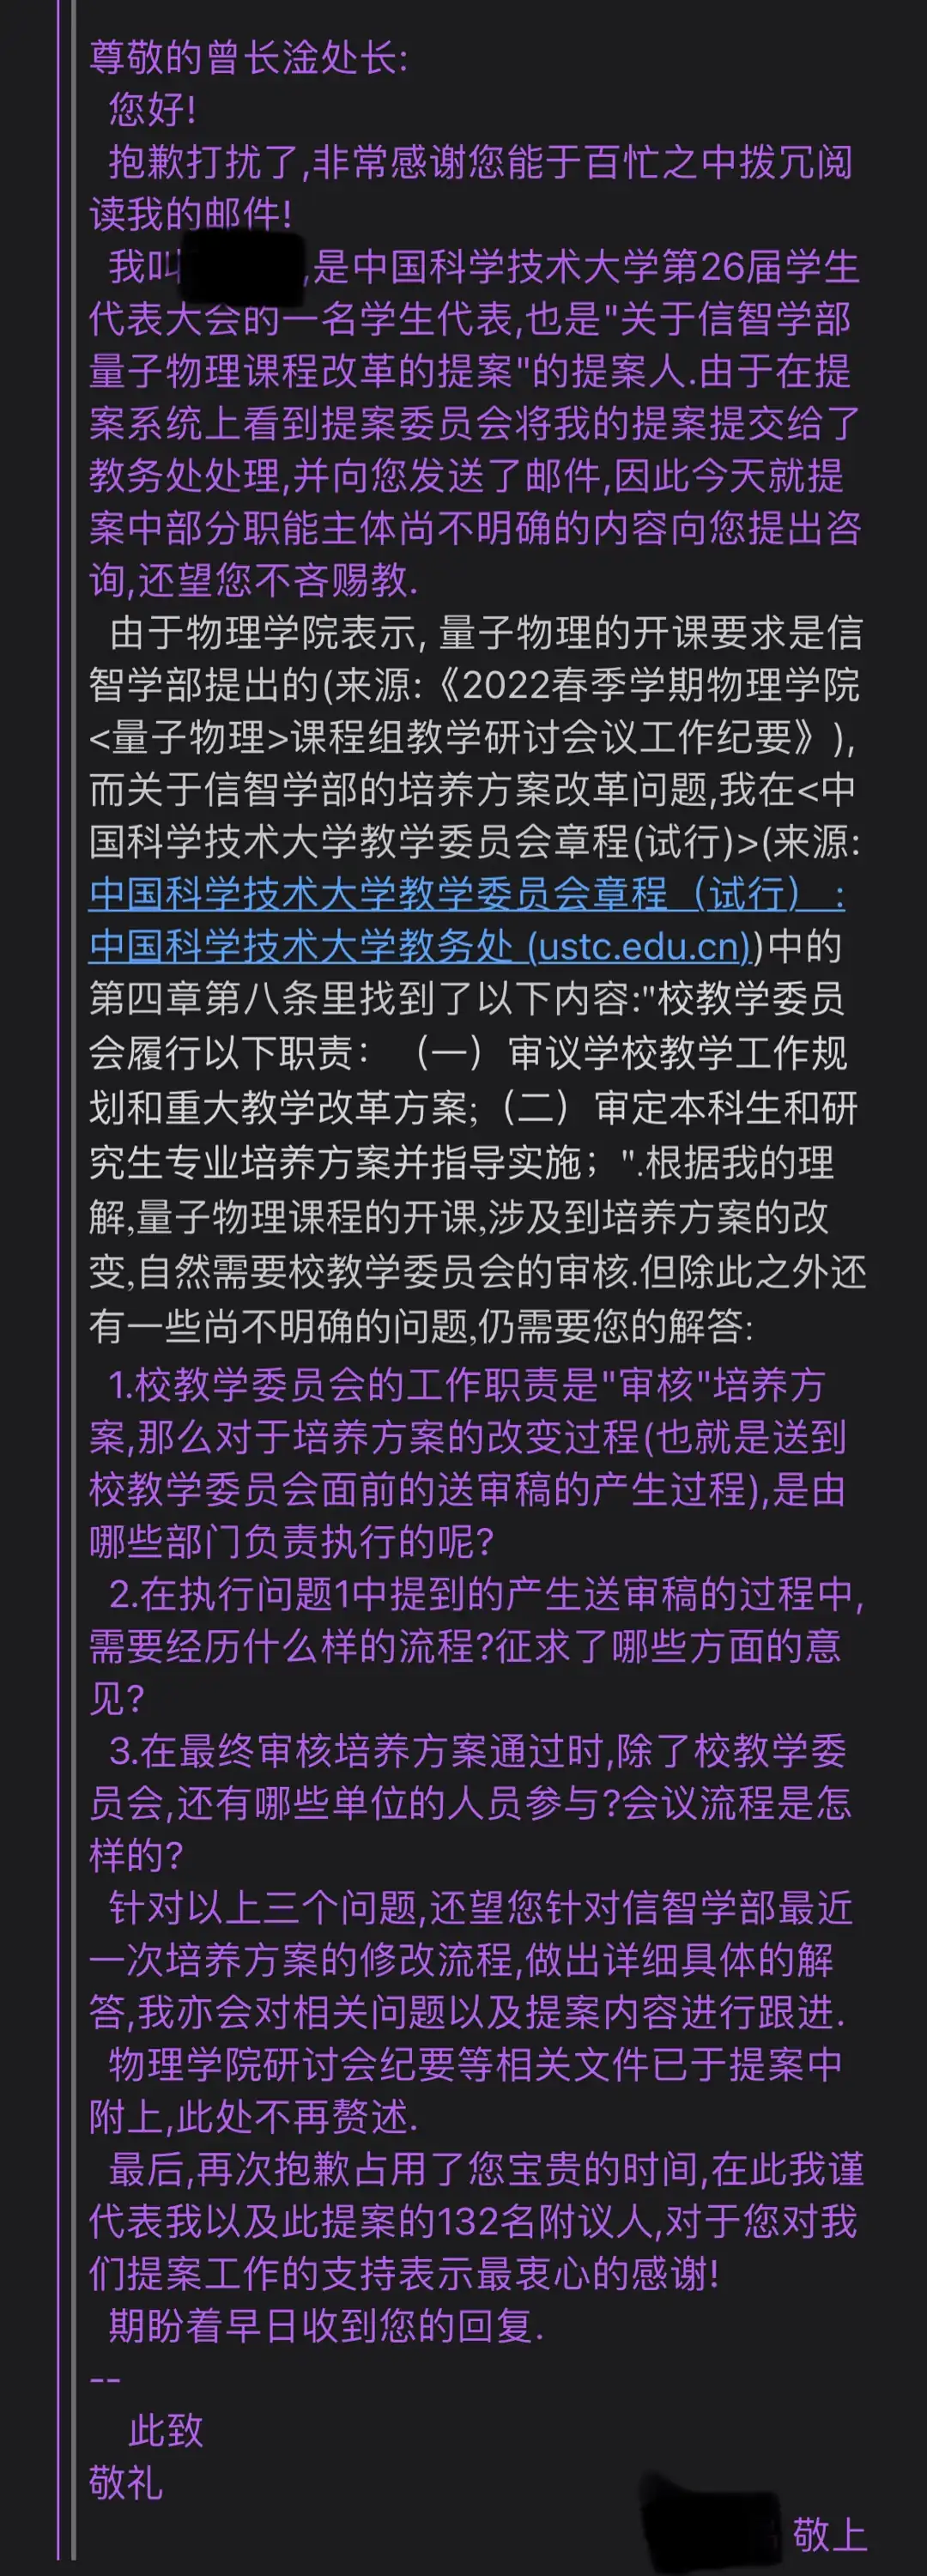 尊敬的曾长淦处长:
您好!
抱歉打扰了,非常感谢您能于百忙之中拨冗阅
读我的邮件!
我叫 ,是中国科学技术大学第26届学生
代表大会的一名学生代表,也是"关于信智学部
量子物理课程改革的提案"的提案人.由于在提
案系统上看到提案委员会将我的提案提交给了
教务处处理,并向您发送了邮件,因此今天就提
案中部分职能主体尚不明确的内容向您提出咨
询,还望您不吝赐教.
由于物理学院表示, 量子物理的开课要求是信
智学部提出的(来源:《2022春季学期物理学院
<量子物理>课程组教学研讨会议工作纪要》),
而关于信智学部的培养方案改革问题,我在<中
国科学技术大学教学委员会章程(试行)>(来源:
中国科学技术大学教学委员会章程（试行） :
中国科学技术大学教务处 (ustc.edu.cn))中的
第四章第八条里找到了以下内容:"校教学委员
会履行以下职责：（一）审议学校教学工作规
划和重大教学改革方案;（二）审定本科生和研
究生专业培养方案并指导实施；".根据我的理
解,量子物理课程的开课,涉及到培养方案的改
变,自然需要校教学委员会的审核.但除此之外还
有一些尚不明确的问题,仍需要您的解答:
1.校教学委员会的工作职责是"审核"培养方
案,那么对于培养方案的改变过程(也就是送到
校教学委员会面前的送审稿的产生过程),是由
哪些部门负责执行的呢?
2.在执行问题1中提到的产生送审稿的过程中,
需要经历什么样的流程?征求了哪些方面的意
见?
3.在最终审核培养方案通过时,除了校教学委
员会,还有哪些单位的人员参与?会议流程是怎
样的?
针对以上三个问题,还望您针对信智学部最近
一次培养方案的修改流程,做出详细具体的解
答,我亦会对相关问题以及提案内容进行跟进.
物理学院研讨会纪要等相关文件已于提案中
附上,此处不再赘述.
最后,再次抱歉占用了您宝贵的时间,在此我谨
代表我以及此提案的132名附议人,对于您对我
们提案工作的支持表示最衷心的感谢!
期盼着早日收到您的回复.
--
此致
敬礼
敬上